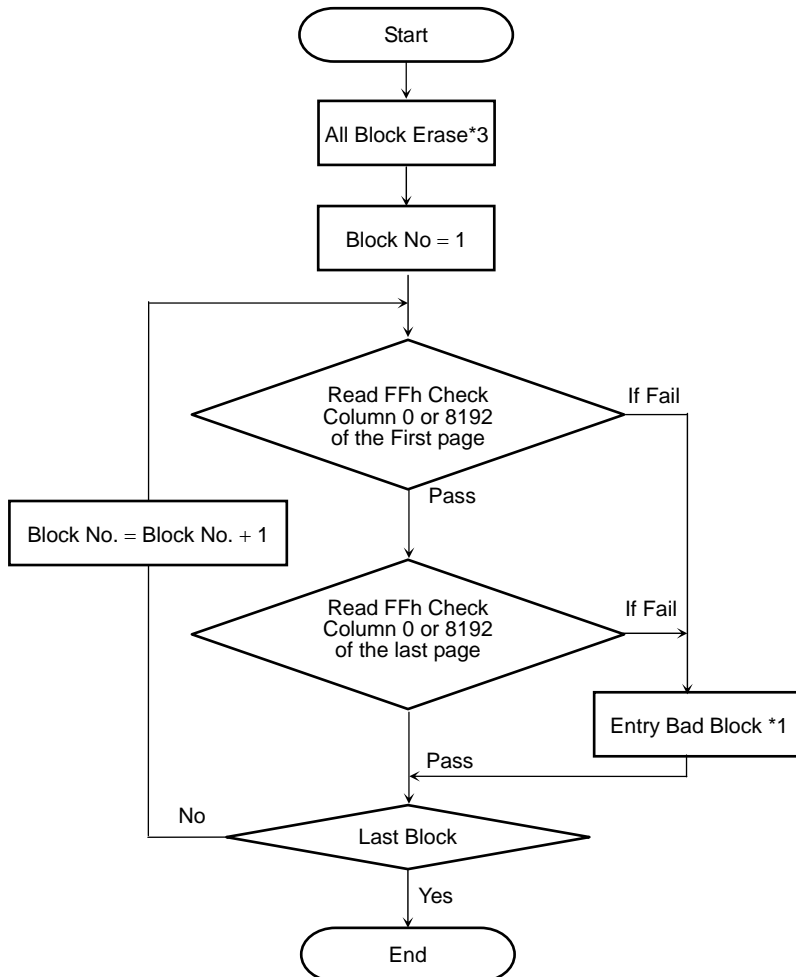 Start
All Block Erase*3
Block No = 1
Read FFh Check
Column 0 or 8192
of the First page
If Fail
Pass
Block No. = Block No. + 1
Read FFh Check
Column 0 or 8192
of the last page
If Fail
Entry Bad Block *1
Pass
No
Last Block
Yes
End